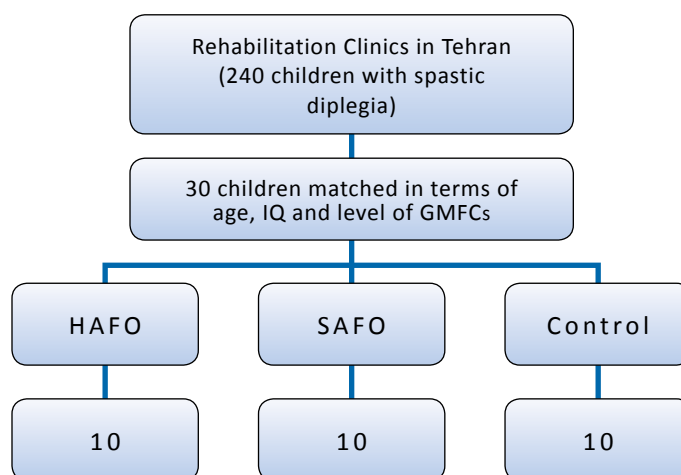 Rehabilitation Clinics in Tehran
(240 children with spastic
diplegia)
30 children matched in terms of
age, IQ and level of GMFCs
HAFO
SAFO
Control
10
10
10